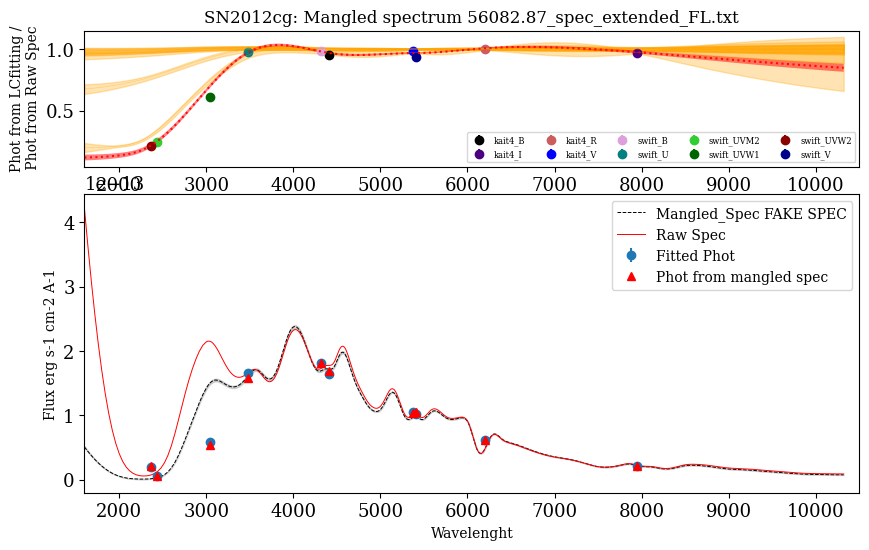 SN2012cg: Mangled spectrum 56082.87_spec_extended_FL.txt
Phot from LCfitting /
Phot from Raw Spec
1.0
0.5
kait4_B kait4_R swift_B swift_UVM2 swift_UVW2
kait4_I kait4_V swift_U swift_UVW1 swift_V
2000 3000 4000 5000 6000 7000 8000 9000 10000
1e−13
Flux erg s-1 cm-2 A-1
4
3
2
1
0
Mangled_Spec FAKE SPEC
Raw Spec
Fitted Phot
Phot from mangled spec
2000 3000 4000 5000 6000 7000 8000 9000 10000
Wavelenght